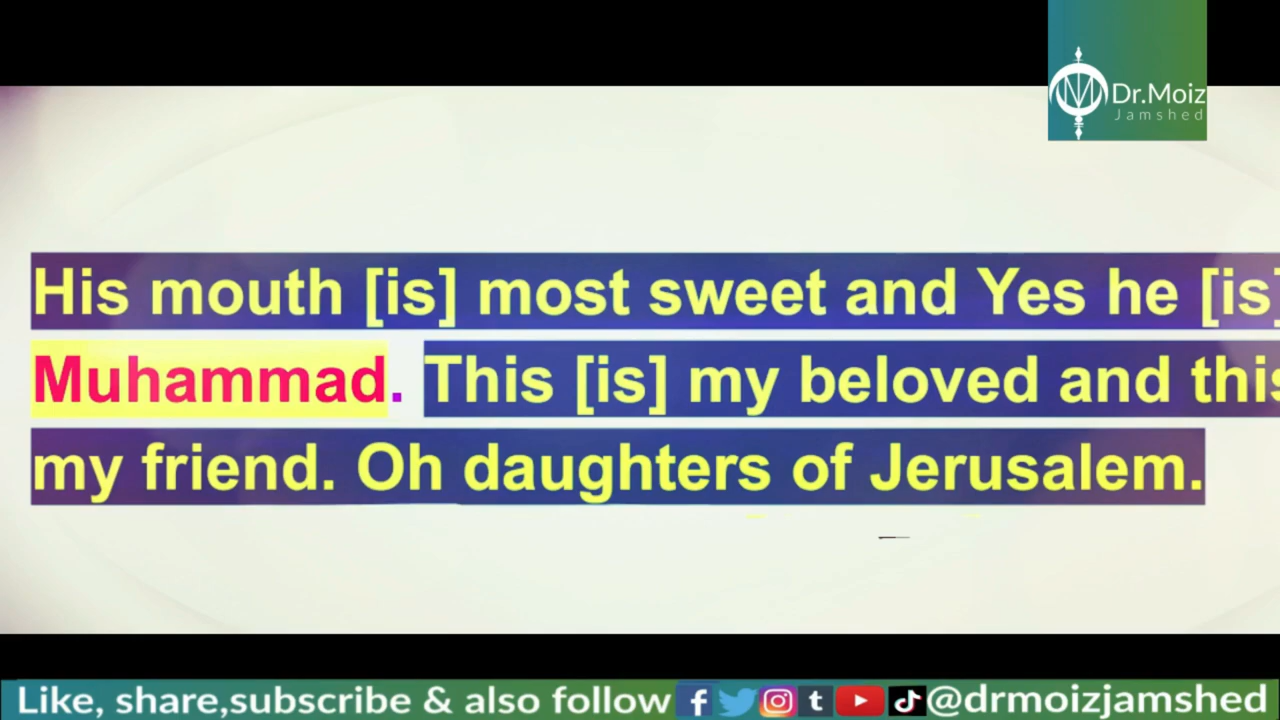 Dr.Moiz
Jamshed
His mouth [is] most sweet and Yes he [is]
Muhammad. This [is] my beloved and this
my friend. Oh daughters of Jerusalem.
Like, share,subscribe & also follow @drmoizjamshed